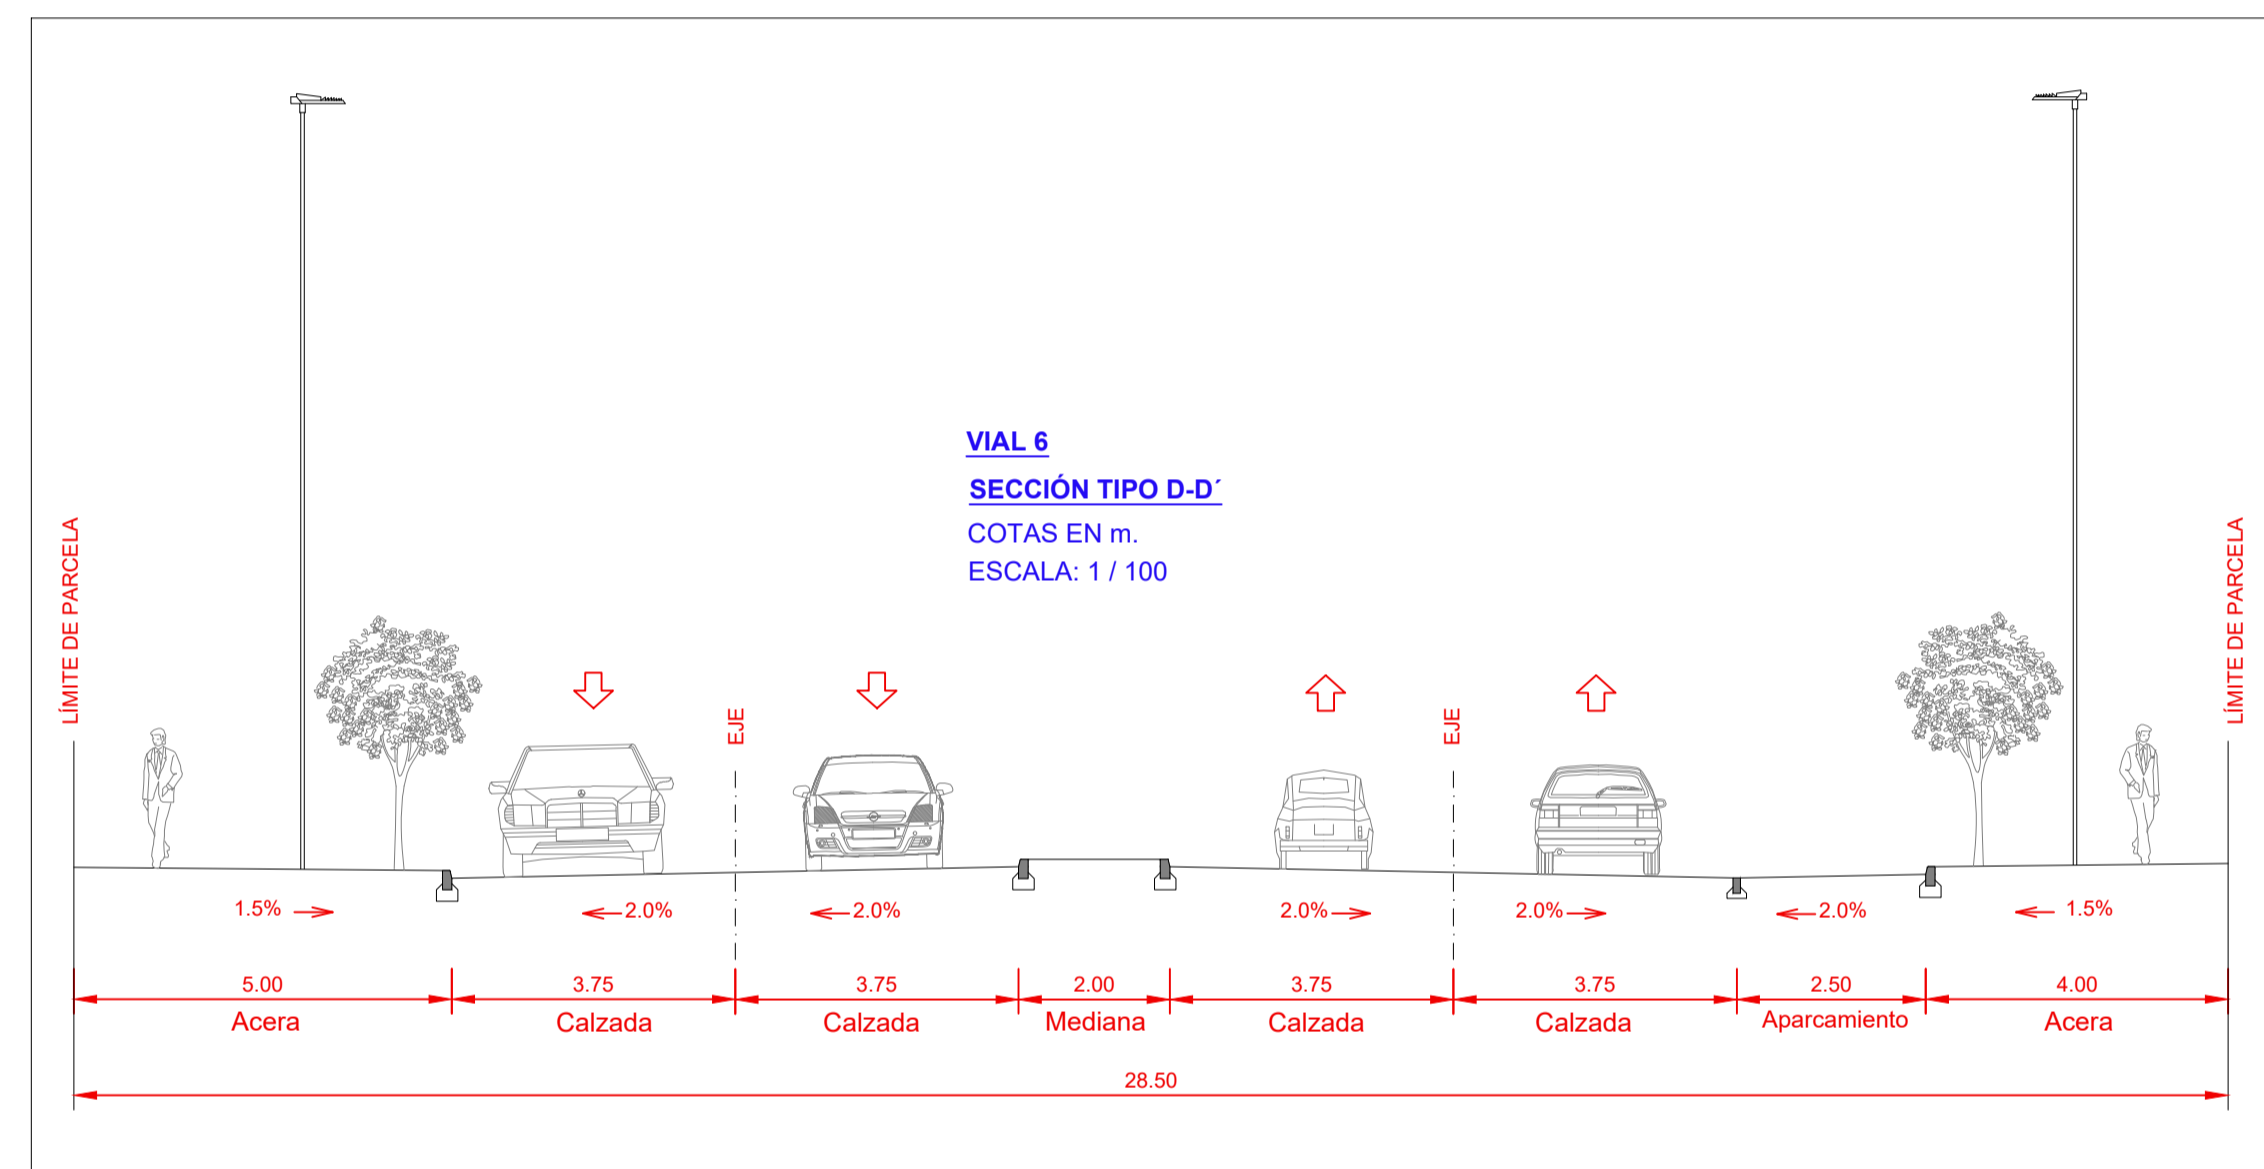 VIAL 6
SECCIÓN TIPO D-D´
COTAS EN m.
ESCALA: 1 / 100
LÍMITE DE PARCELA
EJE
EJE
LÍMITE DE PARCELA
1.5%
2.0%
2.0%
2.0%
2.0%
2.0%
1.5%
5.00
3.75
3.75
2.00
3.75
3.75
2.50
4.00
Acera
Calzada
Calzada
Mediana
Calzada
Calzada
Aparcamiento
Acera
28.50